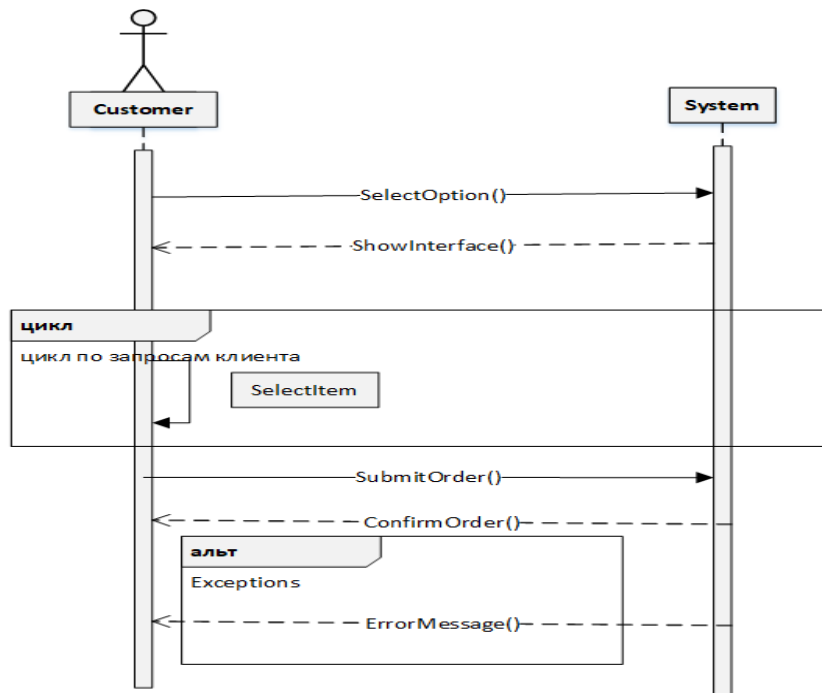 Customer
System
SelectOption()
ShowInterface()
цикл
цикл по запросам клиента
SelectItem
SubmitOrder()
ConfirmOrder()
альт
Exceptions
ErrorMessage()